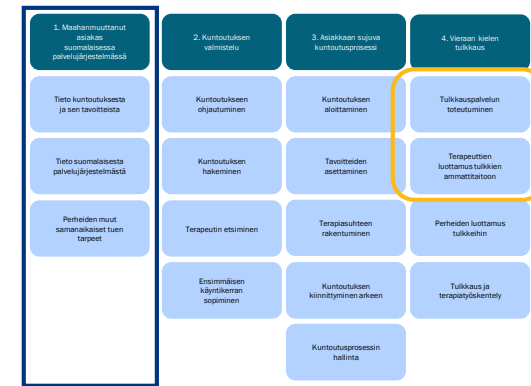 1. Maahanmuuttanut
asiakas
suomalaisessa
palvelujärjestelmässä
Tieto kuntoutuksesta
ja sen tavoitteista
Tieto suomalaisesta
palvelujärjestelmästä
Perheiden muut
samanaikaiset tuen
tarpeet
2. Kuntoutuksen
valmistelu
Kuntoutukseen
ohjautuminen
Kuntoutuksen
hakeminen
Terapeutin etsiminen
Ensimmäisen
käyntikerran
sopiminen
3. Asiakkaan sujuva
kuntoutusprosessi
Kuntoutuksen
aloittaminen
Tavoitteiden
asettaminen
Terapiasuhteen
rakentuminen
Kuntoutuksen
kiinnittyminen arkeen
Kuntoutusprosessin
hallinta
4. Vieraan kielen
tulkkaus
Tulkkauspalvelun
toteutuminen
Terapeuttien
luottamus tulkkien
ammattitaitoon
Perheiden luottamus
tulkkeihin
Tulkkaus ja
terapiatyöskentely